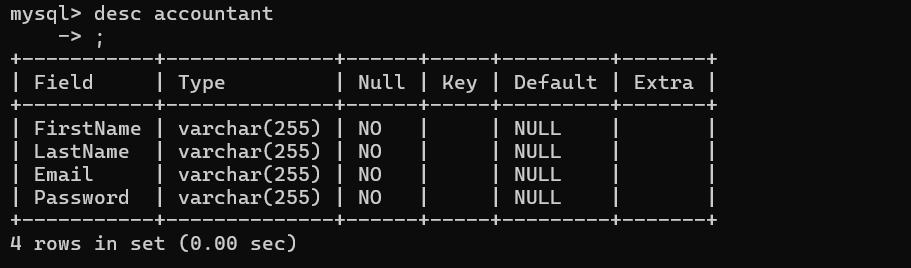 mysql> desc accountant
    -> ;
+-----------+--------------+------+-----+---------+-------+
| Field     | Type         | Null | Key | Default | Extra |
+-----------+--------------+------+-----+---------+-------+
| FirstName | varchar(255) | NO   |     | NULL    |       |
| LastName  | varchar(255) | NO   |     | NULL    |       |
| Email     | varchar(255) | NO   |     | NULL    |       |
| Password  | varchar(255) | NO   |     | NULL    |       |
+-----------+--------------+------+-----+---------+-------+
4 rows in set (0.00 sec)